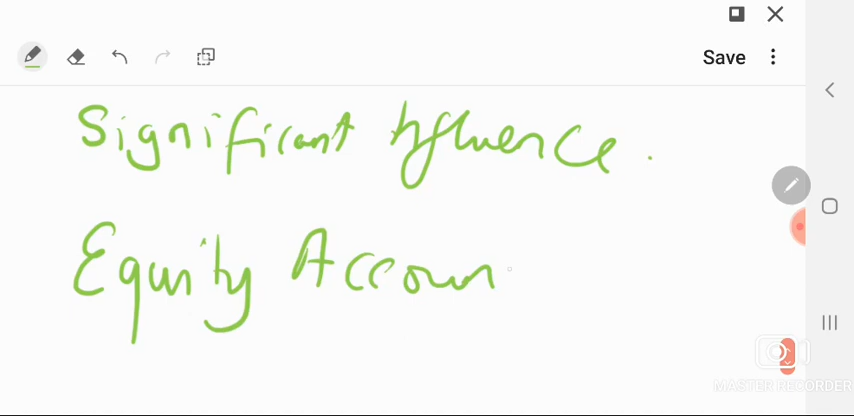 Save
Significant Influence.
Equity Accoun
MASTER RECORDER